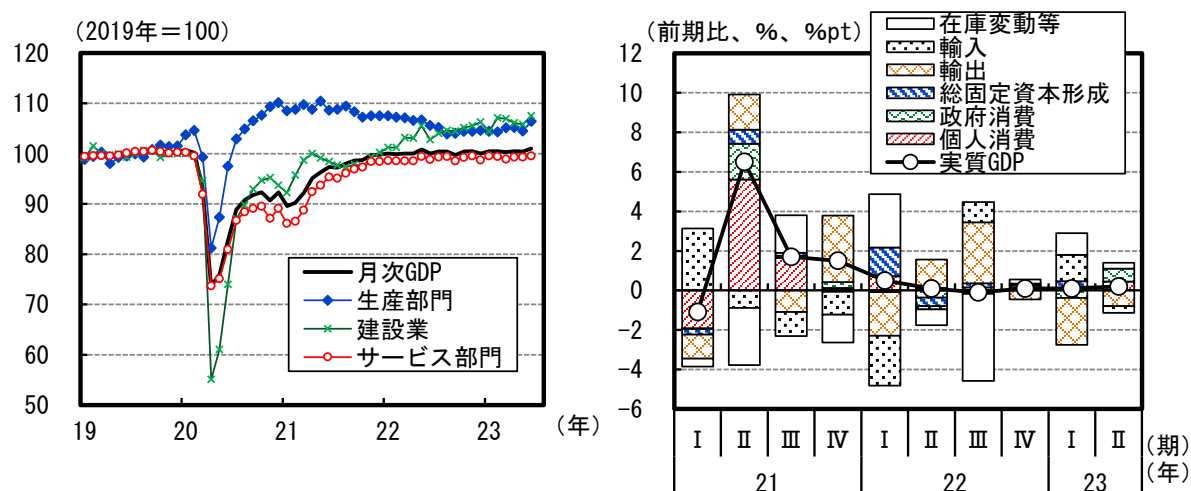 (2019年=100)
120
110
100
90
80
70
60
50
月次GDP
生産部門
建設業
サービス部門
19 20 21 22 23 (年)
(前期比、%、%pt)
12
10
8
6
4
2
0
-2
-4
-6
在庫変動等
輸入
輸出
総固定資本形成
政府消費
個人消費
実質GDP
Ⅰ Ⅱ Ⅲ Ⅳ Ⅰ Ⅱ Ⅲ Ⅳ Ⅰ Ⅱ (期)
21 22 23 (年)